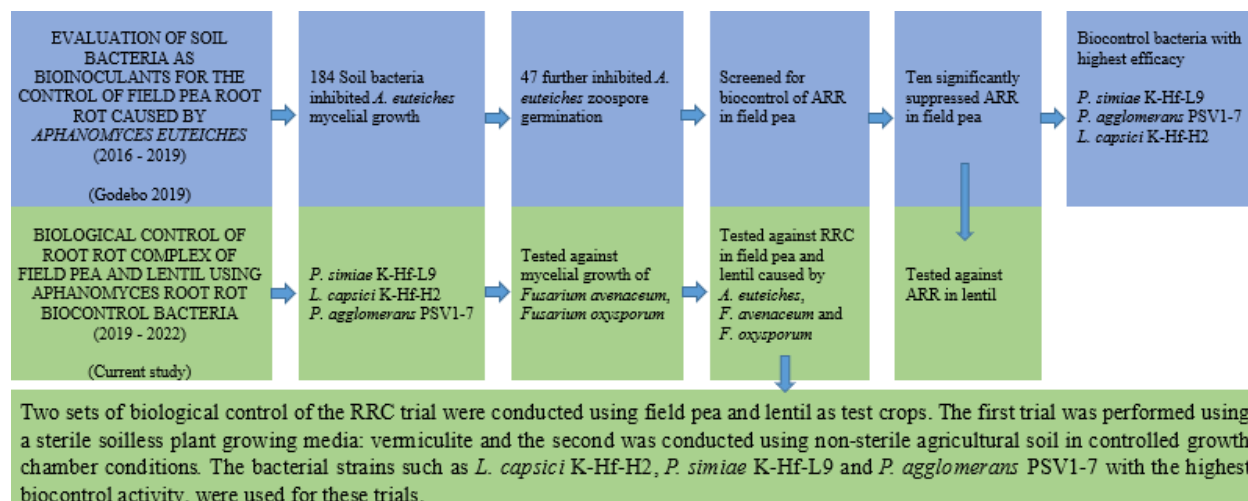 EVALUATION OF SOIL
BACTERIA AS
BIOINOCULANTS FOR THE
CONTROL OF FIELD PEA ROOT
ROT CAUSED BY
APHANOMYCES EUTEICHES
(2016 - 2019)
(Godebo 2019)
184 Soil bacteria
inhibited A. euteiches
mycelial growth
47 further inhibited A.
euteiches zoospore
germination
Screened for
biocontrol of ARR
in field pea
Ten significantly
suppressed ARR
in field pea
Biocontrol bacteria with
highest efficacy
P. simiae K-Hf-L9
P. agglomerans PSV1-7
L. capsici K-Hf-H2
BIOLOGICAL CONTROL OF
ROOT ROT COMPLEX OF
FIELD PEA AND LENTIL USING
APHANOMYCES ROOT ROT
BIOCONTROL BACTERIA
(2019 - 2022)
(Current study)
P. simiae K-Hf-L9
L. capsici K-Hf-H2
P. agglomerans PSV1-7
Tested against
mycelial growth of
Fusarium avenaceum,
Fusarium oxysporum
Tested against RRC
in field pea and
lentil caused by
A. euteiches,
F. avenaceum and
F. oxysporum
Tested against
ARR in lentil
Two sets of biological control of the RRC trial were conducted using field pea and lentil as test crops. The first trial was performed using
a sterile soilless plant growing media: vermiculite and the second was conducted using non-sterile agricultural soil in controlled growth
chamber conditions. The bacterial strains such as L. capsici K-Hf-H2, P. simiae K-Hf-L9 and P. agglomerans PSV1-7 with the highest
biocontrol activity, were used for these trials.